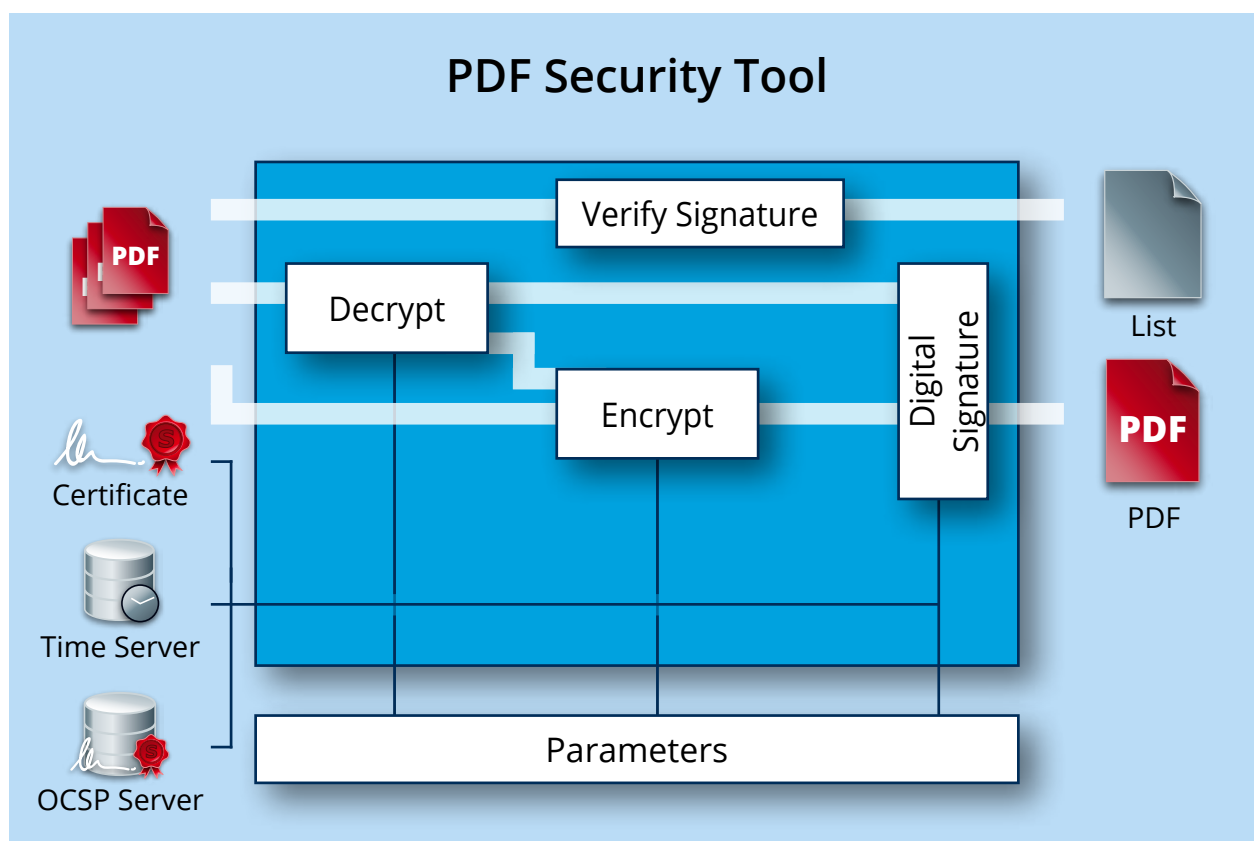 PDF Security Tool
Verify Signature
PDF
Decrypt
List
Digital
Signature
Encrypt
PDF
S
Certificate
PDF
Time Server
Parameters
S
OCSP Server